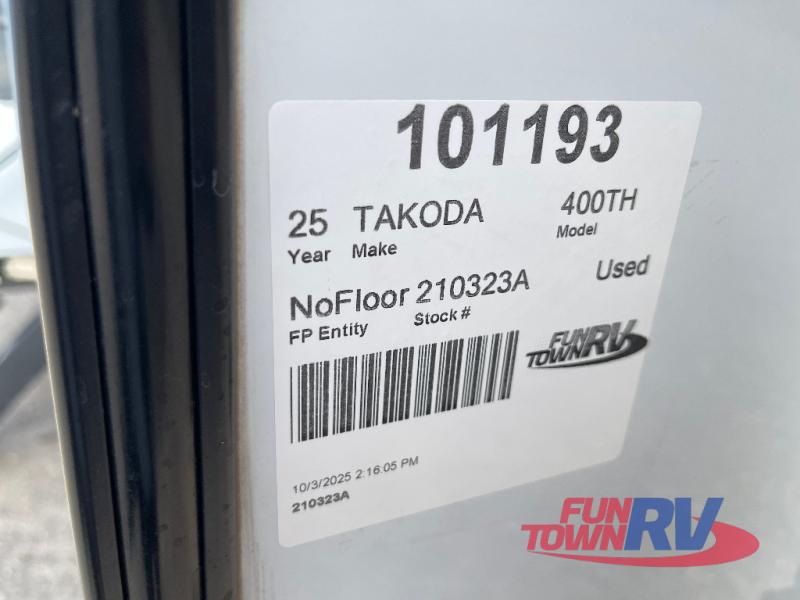 101193
25 TAKODA 400TH
Year Make Model
NoFloor 210323A Used
FP Entity Stock #
FUN
TOWN RV
10/3/2025 2:16:05 PM
210323A
FUN
TOWN RV